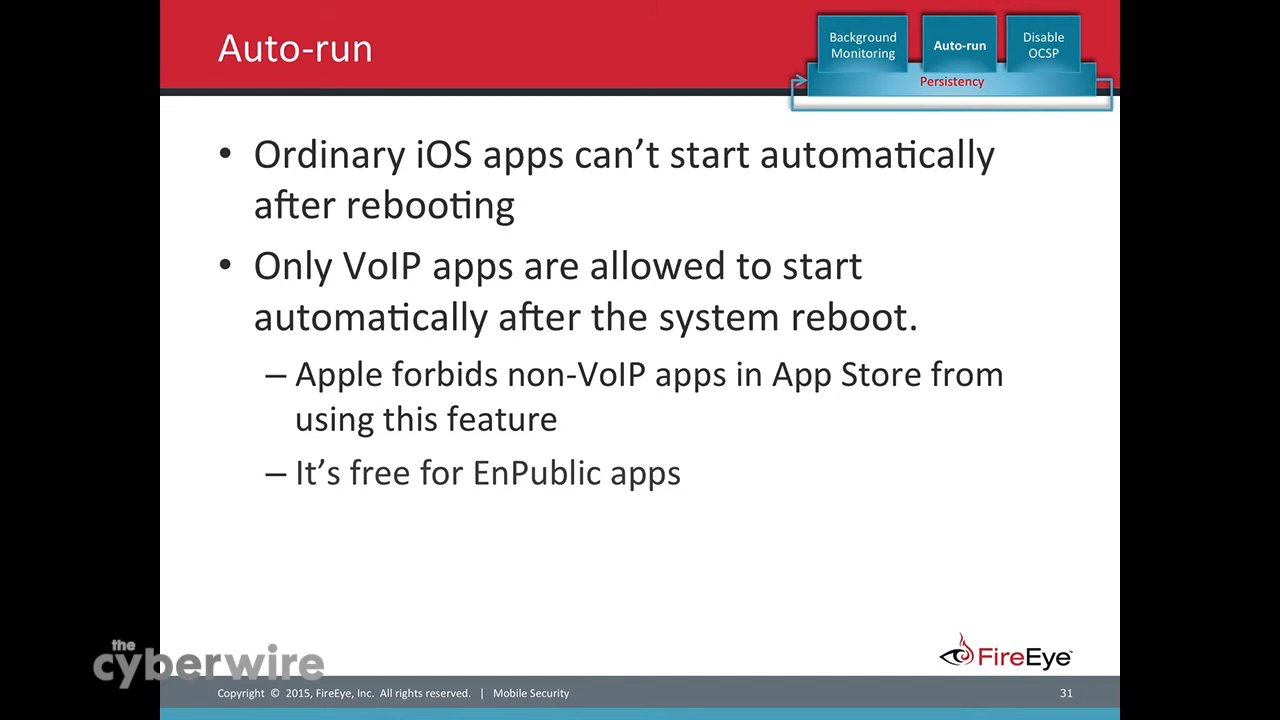 Auto-run
Background
Monitoring
Auto-run
Disable
OCSP
Persistency
• Ordinary iOS apps can’t start automatically
after rebooting
• Only VoIP apps are allowed to start
automatically after the system reboot.
– Apple forbids non-VoIP apps in App Store from
using this feature
– It’s free for EnPublic apps
the
cyberwire
FireEye™
Copyright © 2015, FireEye, Inc. All rights reserved. | Mobile Security
31